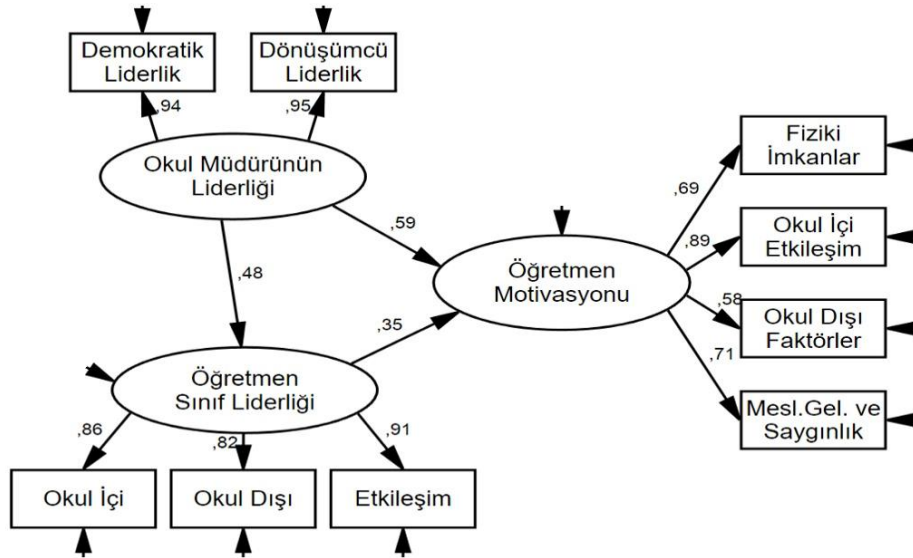 Demokratik
Liderlik
Dönüşümcü
Liderlik
,94
,95
Okul Müdürünün
Liderliği
Fiziki
İmkanlar
,69
,59
Okul İçi
Etkileşim
,89
,48
Öğretmen
Motivasyonu
,58
Okul Dışı
Faktörler
,35
,71
Öğretmen
Sınıf Liderliği
Mesl.Gel. ve
Saygınlık
,86
,82
,91
Okul İçi
Okul Dışı
Etkileşim